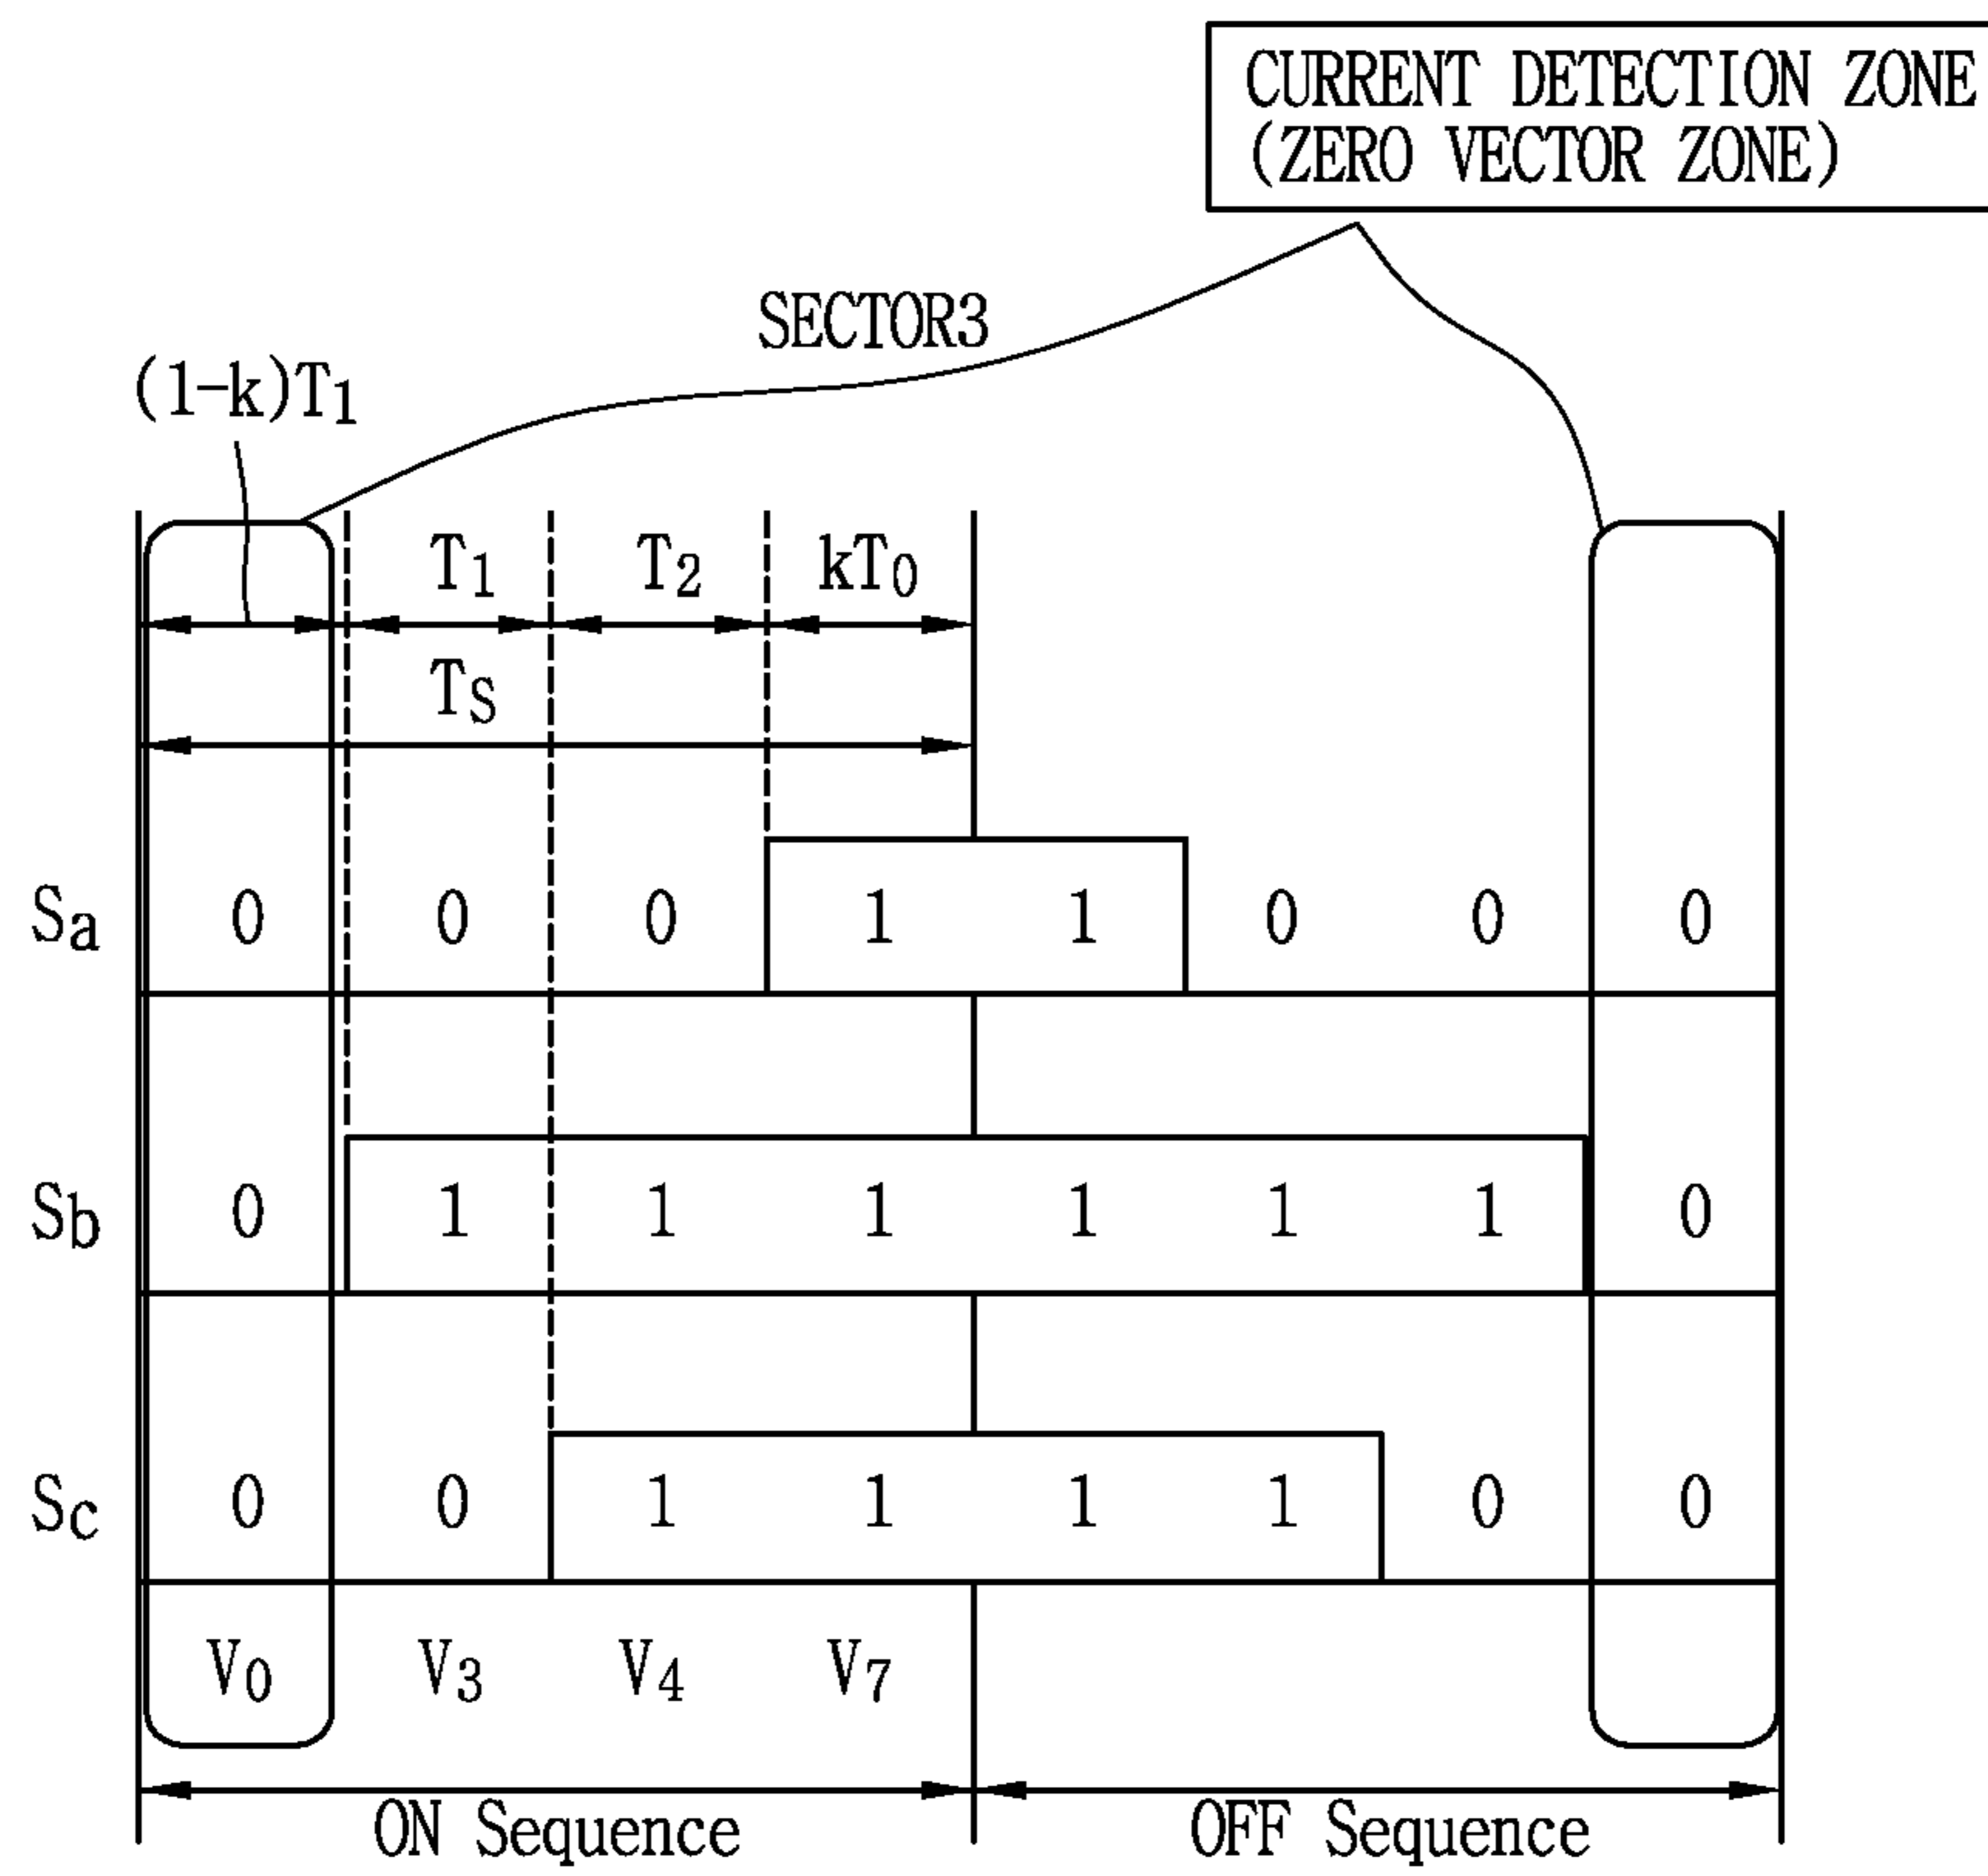 CURRENT DETECTION ZONE
(ZERO VECTOR ZONE)
SECTOR3
(1-k)T1
T1 T2 kT0
TS
Sa 0 0 0 1 1 0 0 0
Sb 0 1 1 1 1 1 1 0
Sc 0 0 1 1 1 1 0 0
V0 V3 V4 V7
ON Sequence OFF Sequence